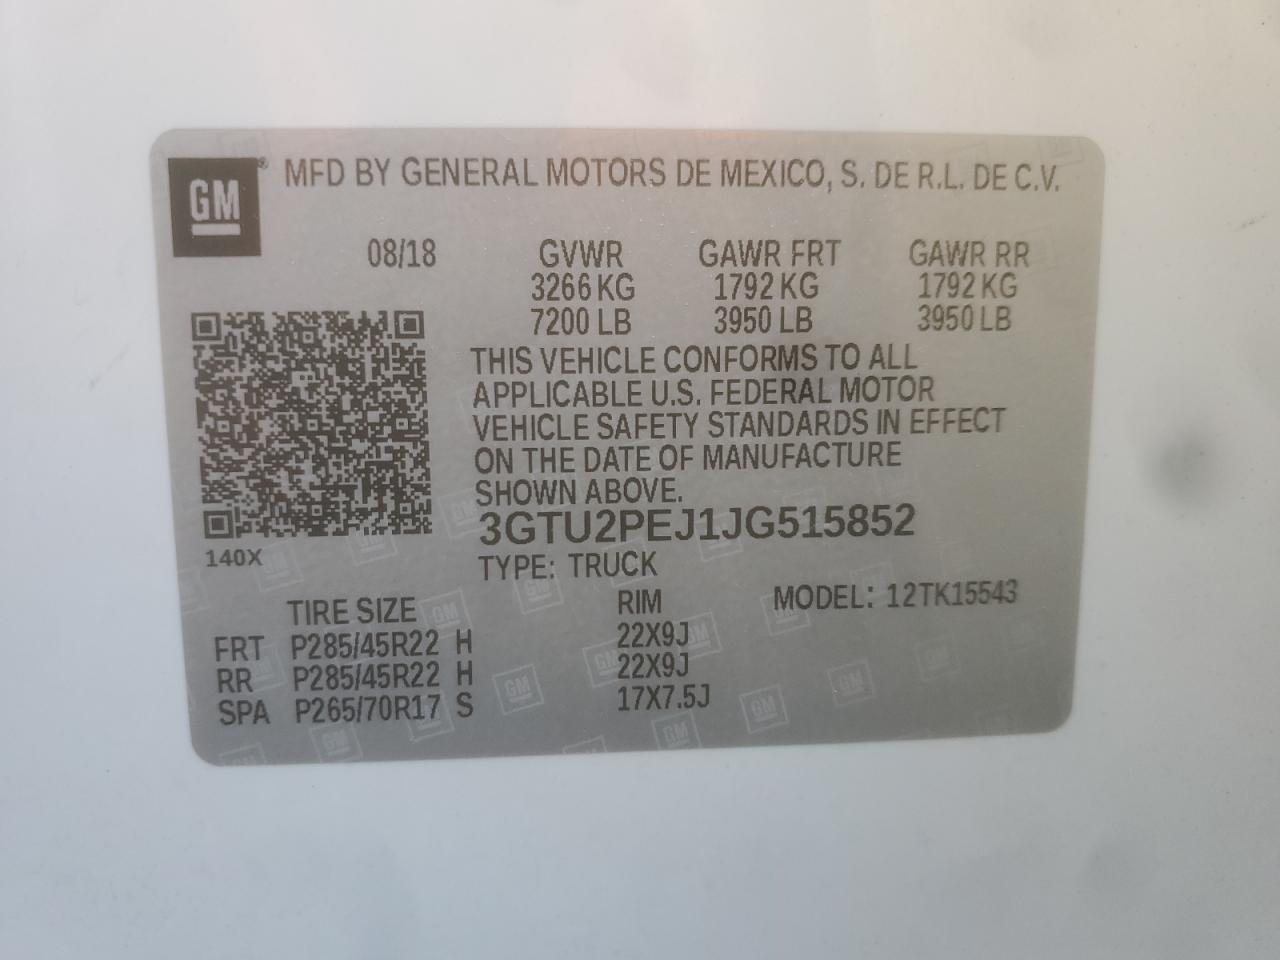 GM ® MFD BY GENERAL MOTORS DE MEXICO, S. DE R.L. DE C.V.
08/18 GVWR GAWR FRT GAWR RR
3266 KG 1792 KG 1792 KG
7200 LB 3950 LB 3950 LB
THIS VEHICLE CONFORMS TO ALL
APPLICABLE U.S. FEDERAL MOTOR
VEHICLE SAFETY STANDARDS IN EFFECT
ON THE DATE OF MANUFACTURE
SHOWN ABOVE.
3GTU2PEJ1JG515852
140X
TYPE: TRUCK
TIRE SIZE RIM MODEL: 12TK15543
FRT P285/45R22 H 22X9J
RR P285/45R22 H 22X9J
SPA P265/70R17 S 17X7.5J